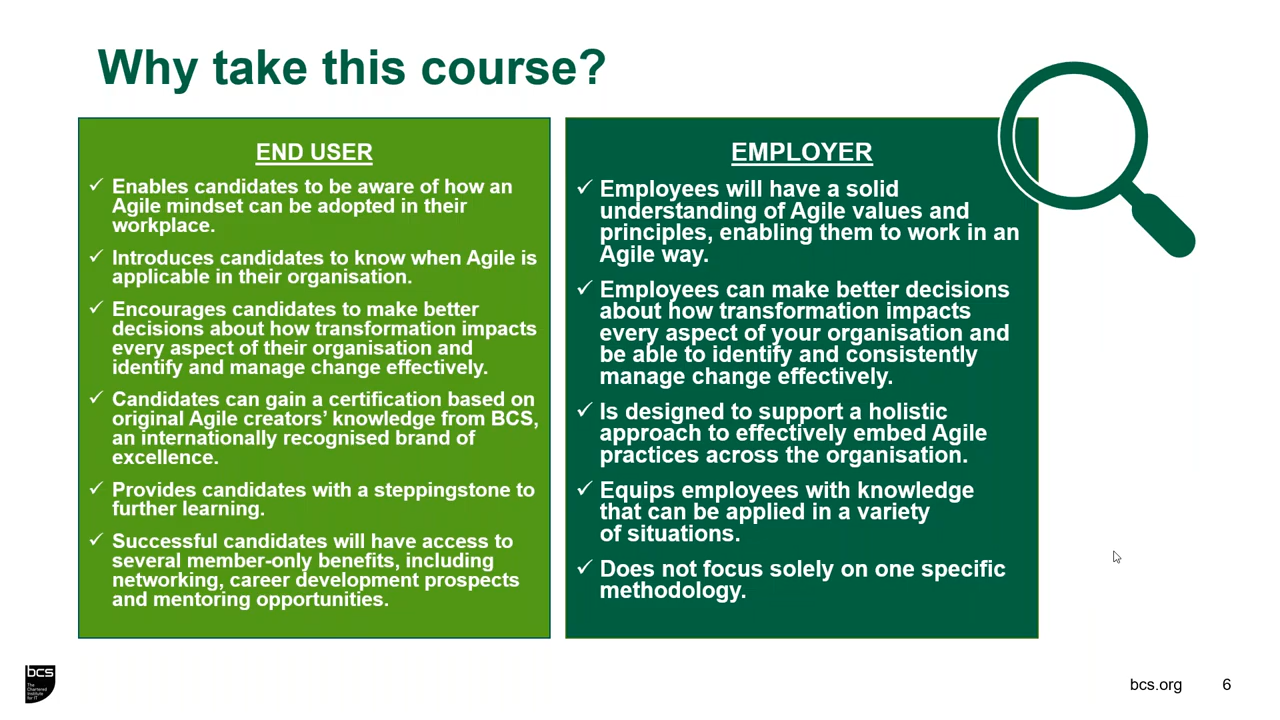 Why take this course?
END USER
✓ Enables candidates to be aware of how an
Agile mindset can be adopted in their
workplace.
✓ Introduces candidates to know when Agile is
applicable in their organisation.
✓ Encourages candidates to make better
decisions about how transformation impacts
every aspect of their organisation and
identify and manage change effectively.
✓ Candidates can gain a certification based on
original Agile creators’ knowledge from BCS,
an internationally recognised brand of
excellence.
✓ Provides candidates with a steppingstone to
further learning.
✓ Successful candidates will have access to
several member-only benefits, including
networking, career development prospects
and mentoring opportunities.
EMPLOYER
✓ Employees will have a solid
understanding of Agile values and
principles, enabling them to work in an
Agile way.
✓ Employees can make better decisions
about how transformation impacts
every aspect of your organisation and
be able to identify and consistently
manage change effectively.
✓ Is designed to support a holistic
approach to effectively embed Agile
practices across the organisation.
✓ Equips employees with knowledge
that can be applied in a variety
of situations.
✓ Does not focus solely on one specific
methodology.
bcs
The
Chartered
Institute
for IT
bcs.org 6